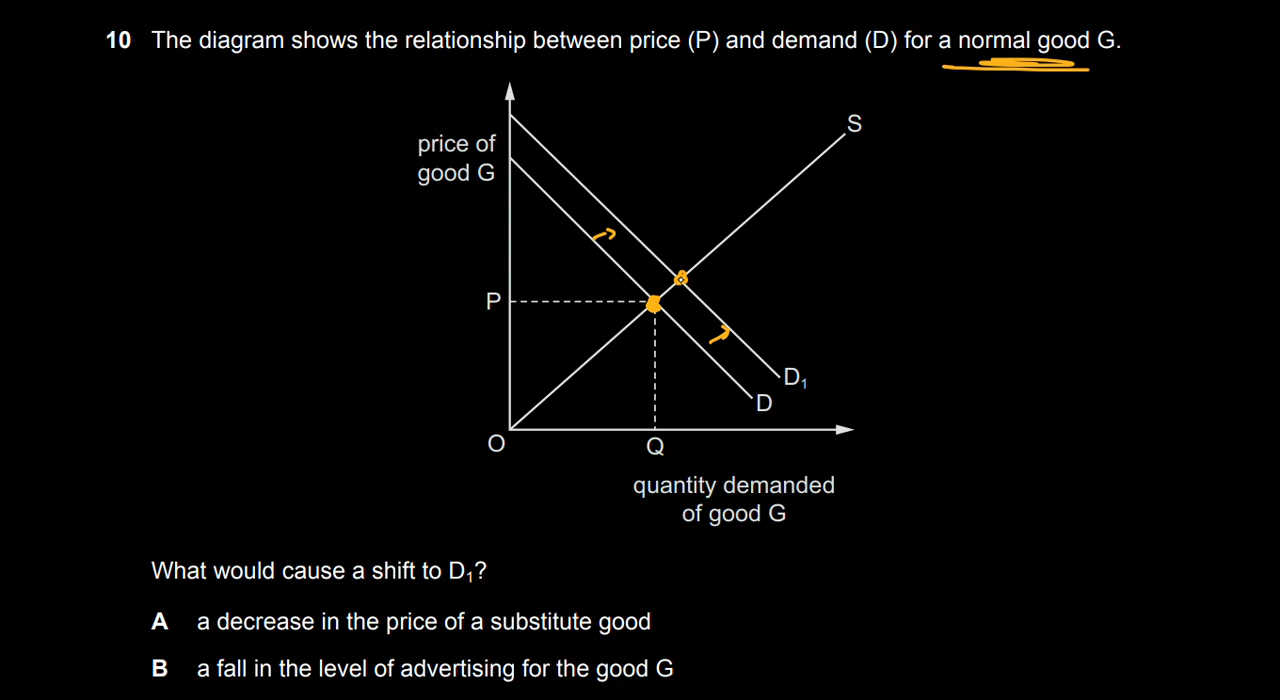 10 The diagram shows the relationship between price (P) and demand (D) for a normal good G.
S
price of
good G
P
D₁
D
O
Q
quantity demanded
of good G
What would cause a shift to D₁?
A a decrease in the price of a substitute good
B a fall in the level of advertising for the good G